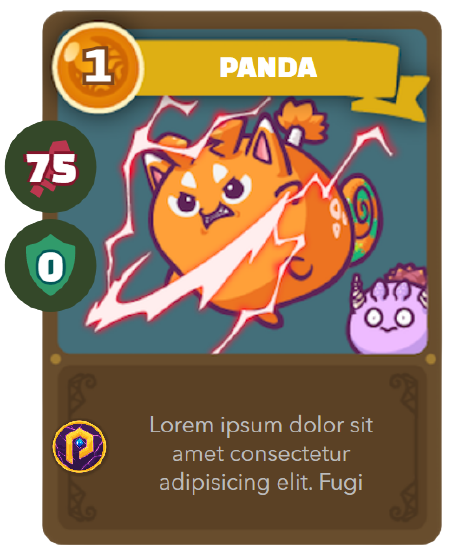 1
PANDA
75
0
Lorem ipsum dolor sit
amet consectetur
adipisicing elit. Fugi